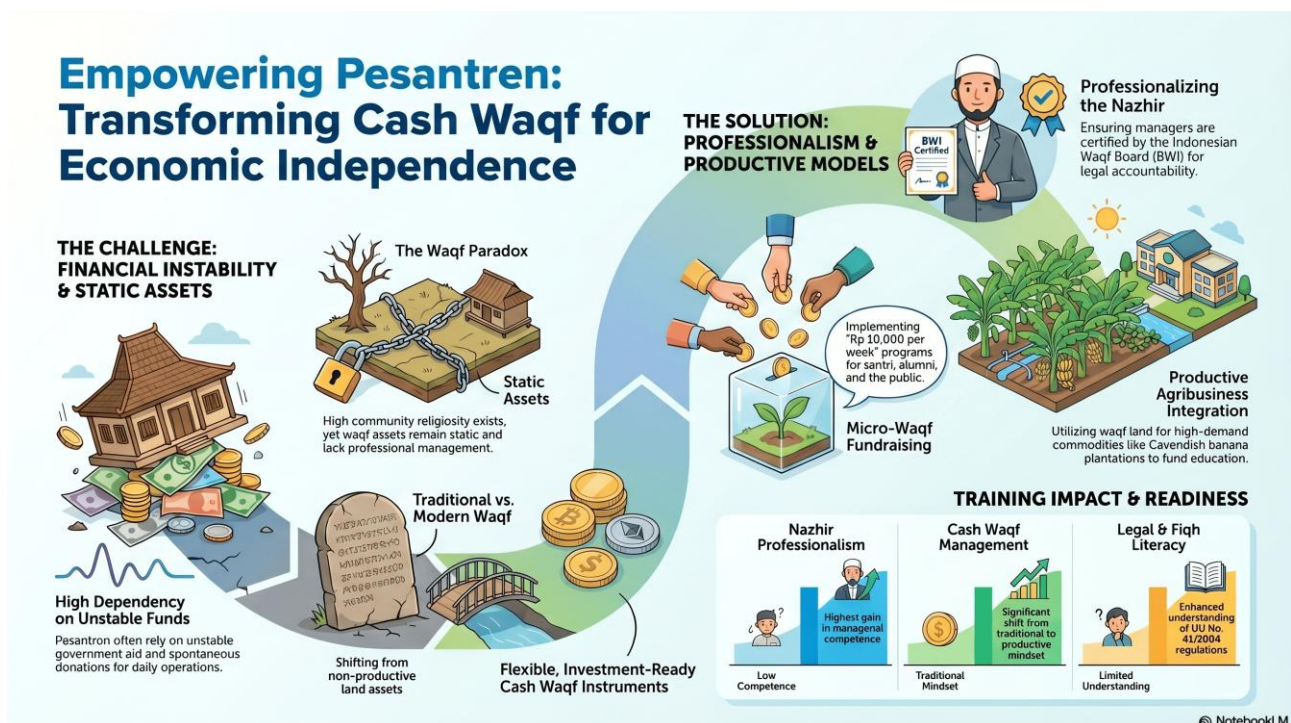 Empowering Pesantren:
Transforming Cash Waqf for
Economic Independence
THE CHALLENGE:
FINANCIAL INSTABILITY
& STATIC ASSETS
The Waqf Paradox
Static
Assets
High community religiosity exists,
yet waqf assets remain static and
lack professional management.
High Dependency
on Unstable Funds
Pesantron often rely on unstable
government aid and spontaneous
donations for daily operations.
Traditional vs.
Modern Waqf
Shifting from
non-productive
land assets
Flexible, Investment-Ready
Cash Waqf Instruments
THE SOLUTION:
PROFESSIONALISM &
PRODUCTIVE MODELS
BWI
Certified
Professionalizing
the Nazhir
Ensuring managers are
certified by the Indonesian
Waqf Board (BWI) for
legal accountability.
Implementing
"Rp 10,000 per
week" programs
for santri, alumni,
and the public.
Micro-Waqf
Fundraising
Productive
Agribusiness
Integration
Utilizing waqf land for high-demand
commodities like Cavendish banana
plantations to fund education.
TRAINING IMPACT & READINESS
Nazhir
Professionalism
Highest gain
in managenal
competence
Low
Competence
Cash Waqf
Management
Significant
shift from
traditional to
productive
mindset
Traditional
Mindset
Legal & Fiqh
Literacy
Enhanced
understanding
of UU No.
41/2004
regulations
Limited
Understanding
NotebookLM